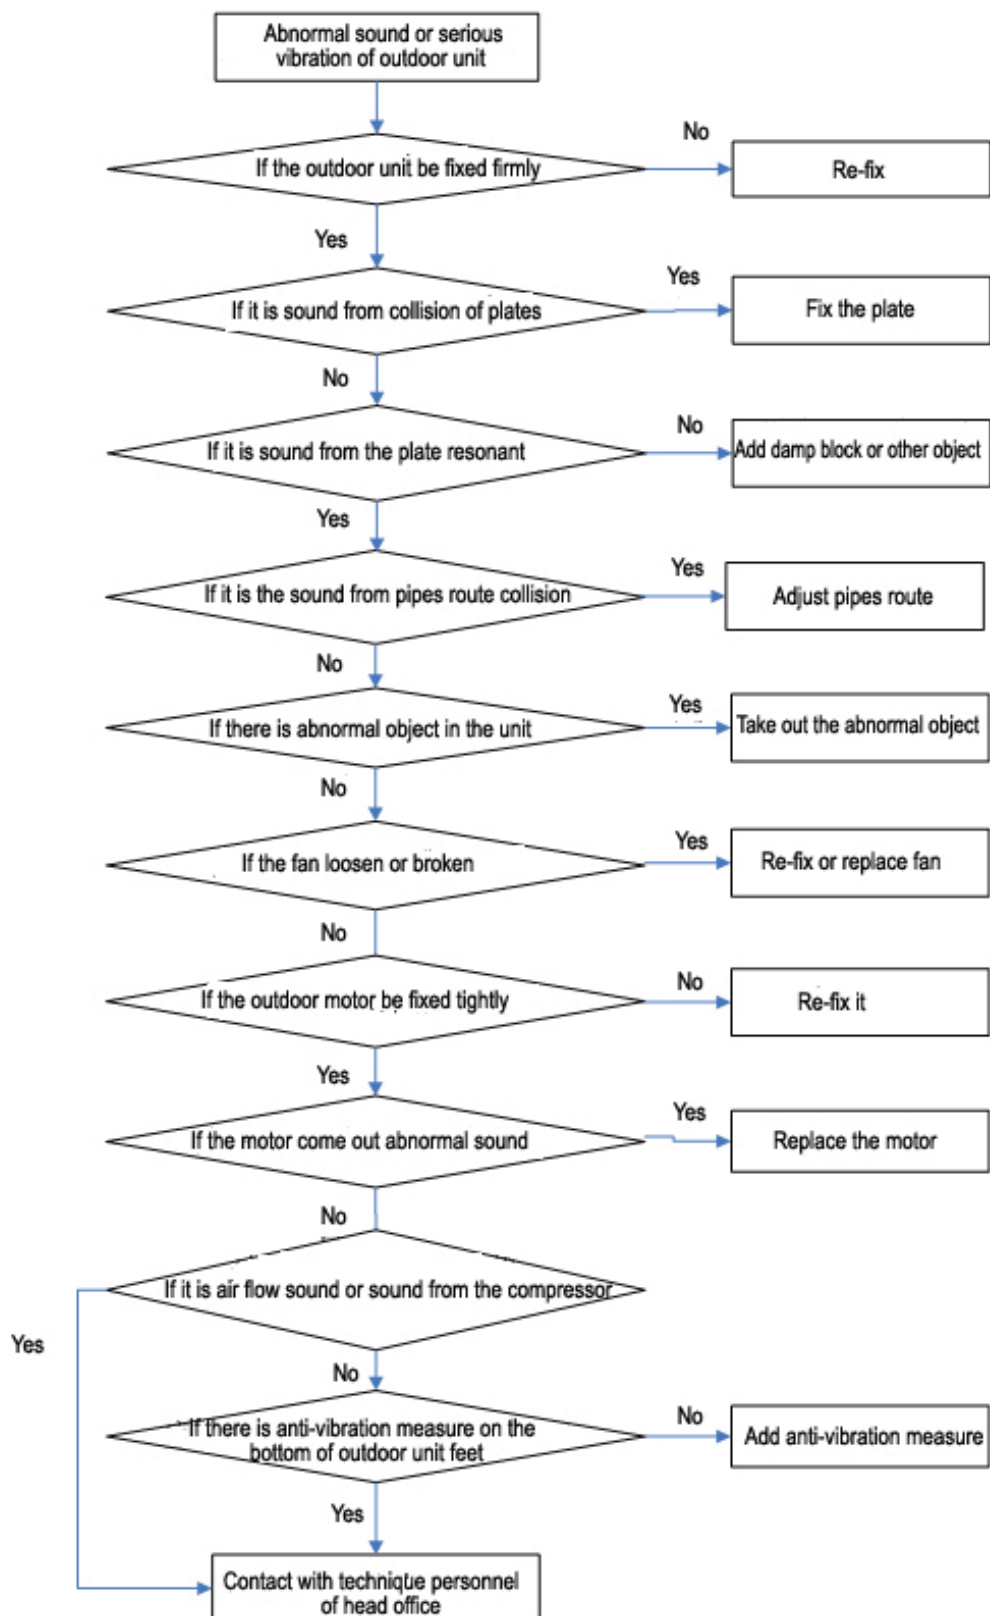 Abnormal sound or serious
vibration of outdoor unit
No
If the outdoor unit be fixed firmly
Re-fix
Yes
Yes
If it is sound from collision of plates
Fix the plate
No
No
If it is sound from the plate resonant
Add damp block or other object
Yes
Yes
If it is the sound from pipes route collision
Adjust pipes route
No
Yes
If there is abnormal object in the unit
Take out the abnormal object
No
Yes
If the fan loosen or broken
Re-fix or replace fan
No
No
If the outdoor motor be fixed tightly
Re-fix it
Yes
Yes
If the motor come out abnormal sound
Replace the motor
No
If it is air flow sound or sound from the compressor
Yes
No
If there is anti-vibration measure on the
bottom of outdoor unit feet
No
Add anti-vibration measure
Yes
Contact with technique personnel
of head office